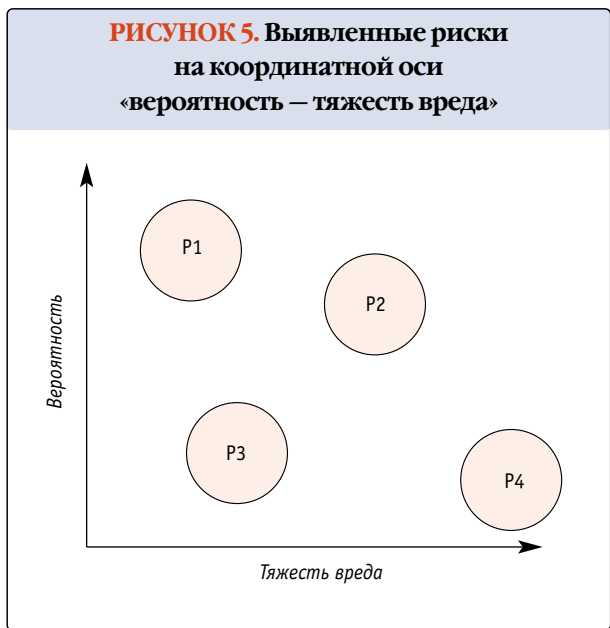 РИСУНОК 5. Выявленные риски
на координатной оси
«вероятность — тяжесть вреда»
Вероятность
Р1
Р2
Р3
Р4
Тяжесть вреда